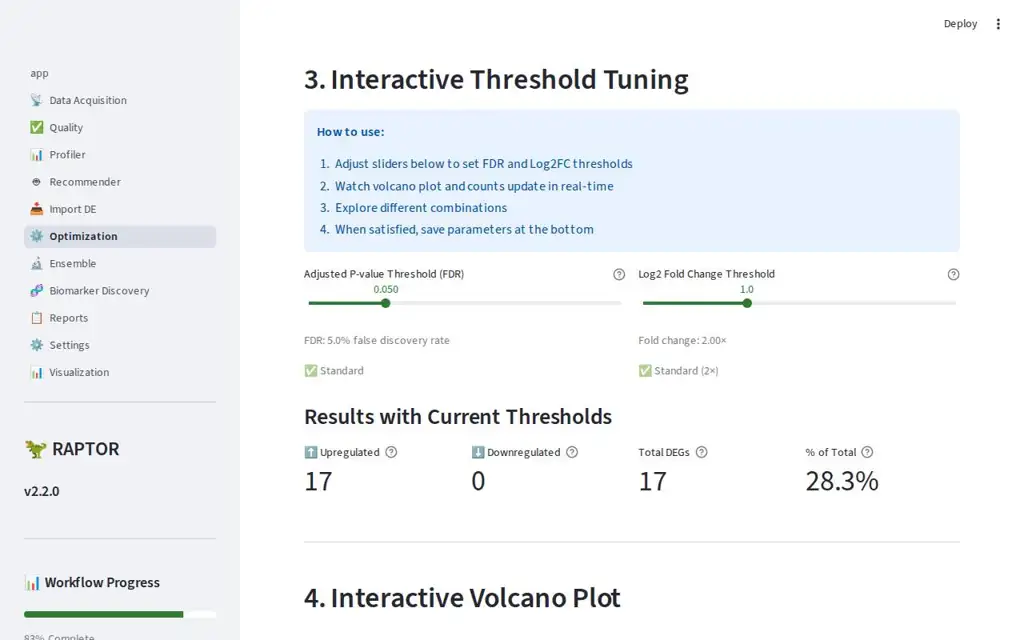 Deploy
app
Data Acquisition
Quality
Profiler
Recommender
Import DE
Optimization
Ensemble
Biomarker Discovery
Reports
Settings
Visualization
RAPTOR
v2.2.0
Workflow Progress
83% Complete
3. Interactive Threshold Tuning
How to use:
1. Adjust sliders below to set FDR and Log2FC thresholds
2. Watch volcano plot and counts update in real-time
3. Explore different combinations
4. When satisfied, save parameters at the bottom
Adjusted P-value Threshold (FDR)
0.050
FDR: 5.0% false discovery rate
Standard
Log2 Fold Change Threshold
1.0
Fold change: 2.00×
Standard (2×)
Results with Current Thresholds
Upregulated
17
Downregulated
0
Total DEGs
17
% of Total
28.3%
4. Interactive Volcano Plot